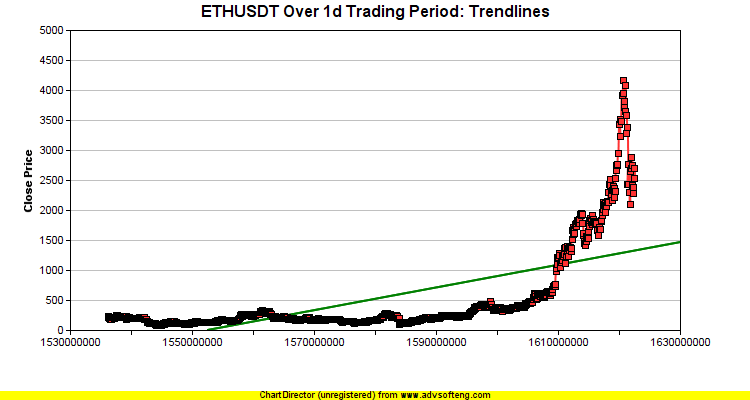 ETHUSDT Over 1d Trading Period: Trendlines
5000
4500
4000
3500
3000
2500
2000
1500
1000
500
0
Close Price
1530000000 1550000000 1570000000 1590000000 1610000000 1630000000
ChartDirector (unregistered) from www.advsofteng.com